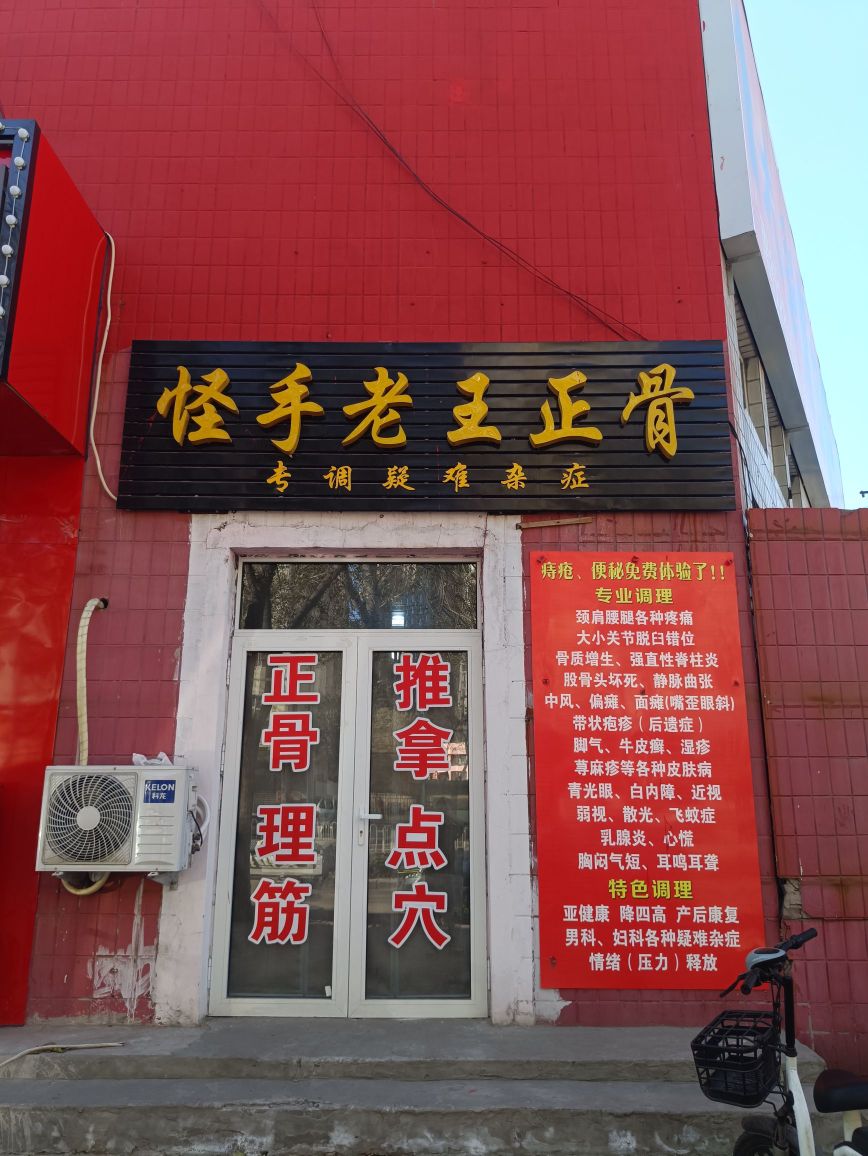 怪手老王正骨
专调疑难杂症
正骨理筋
推拿点穴
痔疮、便秘免费体验了!!
专业调理
颈肩腰腿各种疼痛
大小关节脱臼错位
骨质增生、强直性脊柱炎
股骨头坏死、静脉曲张
中风、偏瘫、面瘫(嘴歪眼斜)
带状疱疹（后遗症）
脚气、牛皮癣、湿疹
荨麻疹等各种皮肤病
青光眼、白内障、近视
弱视、散光、飞蚊症
乳腺炎、心慌
胸闷气短、耳鸣耳聋
特色调理
亚健康 降四高 产后康复
男科、妇科各种疑难杂症
情绪（压力）释放
KELON
科龙